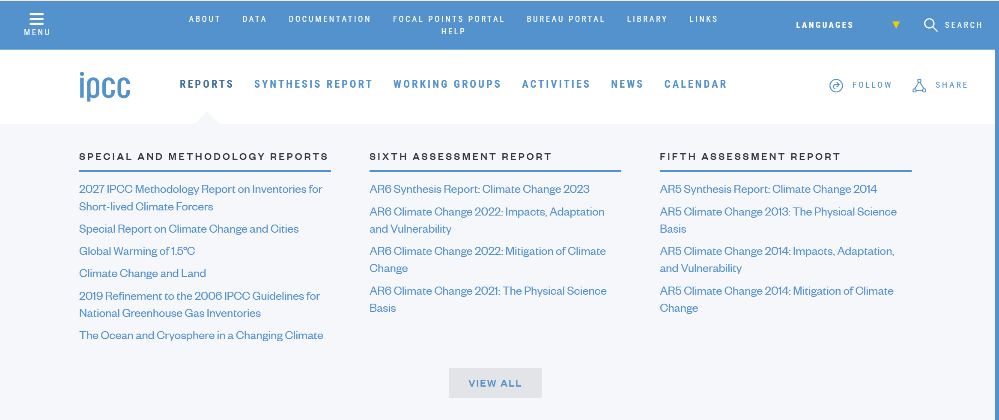 MENU
ABOUT DATA DOCUMENTATION FOCAL POINTS PORTAL BUREAU PORTAL LIBRARY LINKS
HELP
LANGUAGES
SEARCH
ipcc
REPORTS SYNTHESIS REPORT WORKING GROUPS ACTIVITIES NEWS CALENDAR
FOLLOW
SHARE
SPECIAL AND METHODOLOGY REPORTS
2027 IPCC Methodology Report on Inventories for
Short-lived Climate Forcers
Special Report on Climate Change and Cities
Global Warming of 1.5°C
Climate Change and Land
2019 Refinement to the 2006 IPCC Guidelines for
National Greenhouse Gas Inventories
The Ocean and Cryosphere in a Changing Climate
SIXTH ASSESSMENT REPORT
AR6 Synthesis Report: Climate Change 2023
AR6 Climate Change 2022: Impacts, Adaptation
and Vulnerability
AR6 Climate Change 2022: Mitigation of Climate
Change
AR6 Climate Change 2021: The Physical Science
Basis
FIFTH ASSESSMENT REPORT
AR5 Synthesis Report: Climate Change 2014
AR5 Climate Change 2013: The Physical Science
Basis
AR5 Climate Change 2014: Impacts, Adaptation,
and Vulnerability
AR5 Climate Change 2014: Mitigation of Climate
Change
VIEW ALL